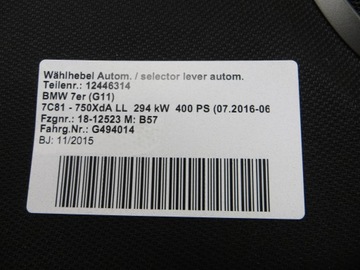 Wählhebel Autom. / selector lever autom.
Teilenr.: 12446314
BMW 7er (G11)
7C81 - 750XdA LL 294 kW 400 PS (07.2016-06
Fzgnr.: 18-12523 M: B57
Fahrg.Nr.: G494014
BJ: 11/2015